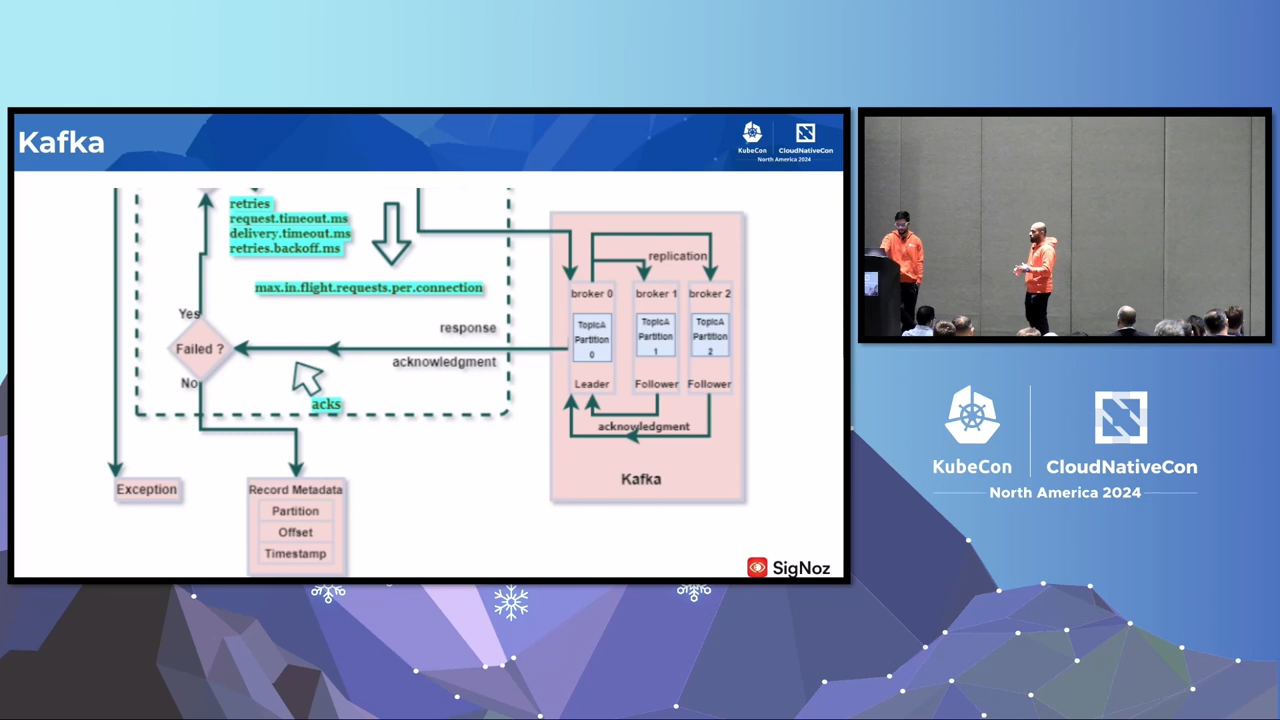 Kafka
KubeCon
CloudNativeCon
North America 2024
retries
request.timeout.ms
delivery.timeout.ms
retries.backoff.ms
max.in.flight.requests.per.connection
replication
broker 0
broker 1
broker 2
TopicA
Partition
0
TopicA
Partition
1
TopicA
Partition
2
Leader
Follower
Follower
acknowledgment
Kafka
response
acknowledgment
acks
Yes
Failed ?
No
Exception
Record Metadata
Partition
Offset
Timestamp
SigNoz
KubeCon
CloudNativeCon
North America 2024